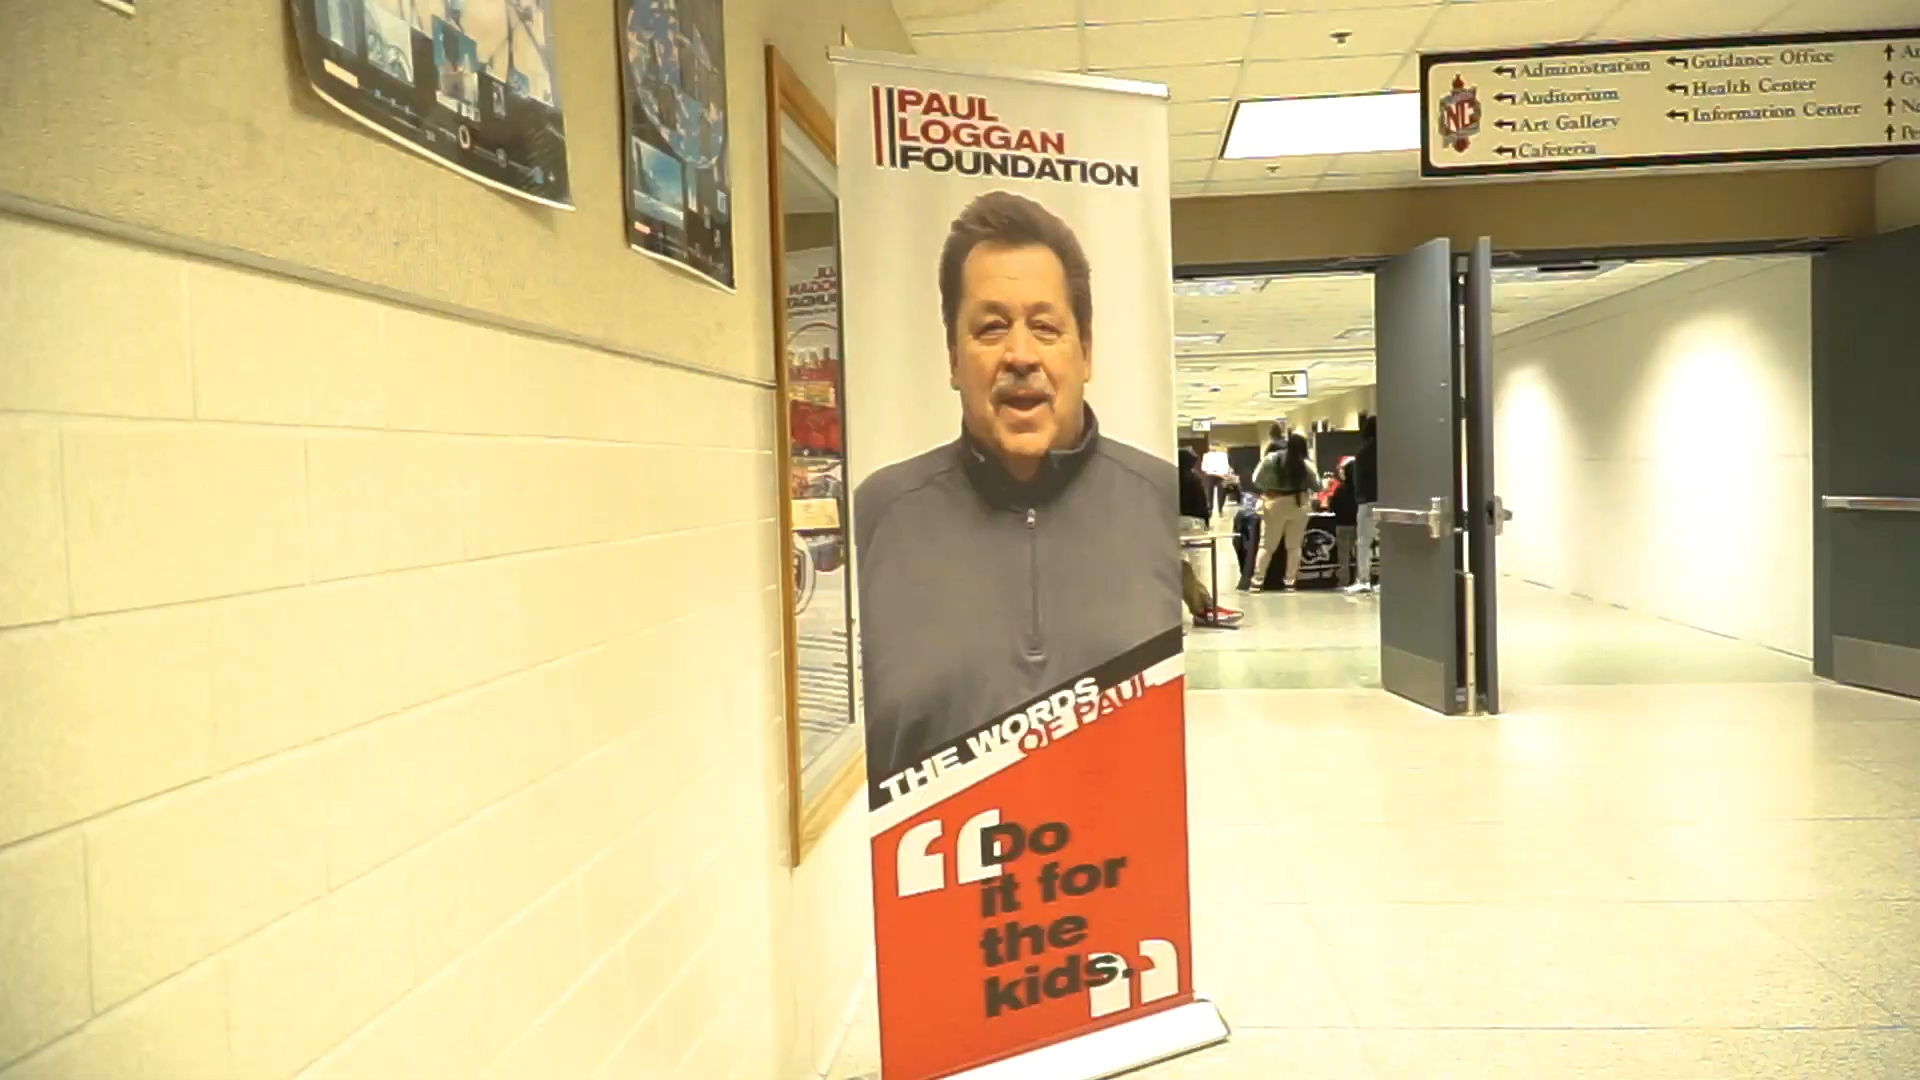 PAUL
LOGGAN
FOUNDATION
THE WORDS
OF PAUL
“Do
it for
the
kids.”
NC
Administration
Auditorium
Art Gallery
Cafeteria
Guidance Office
Health Center
Information Center
M